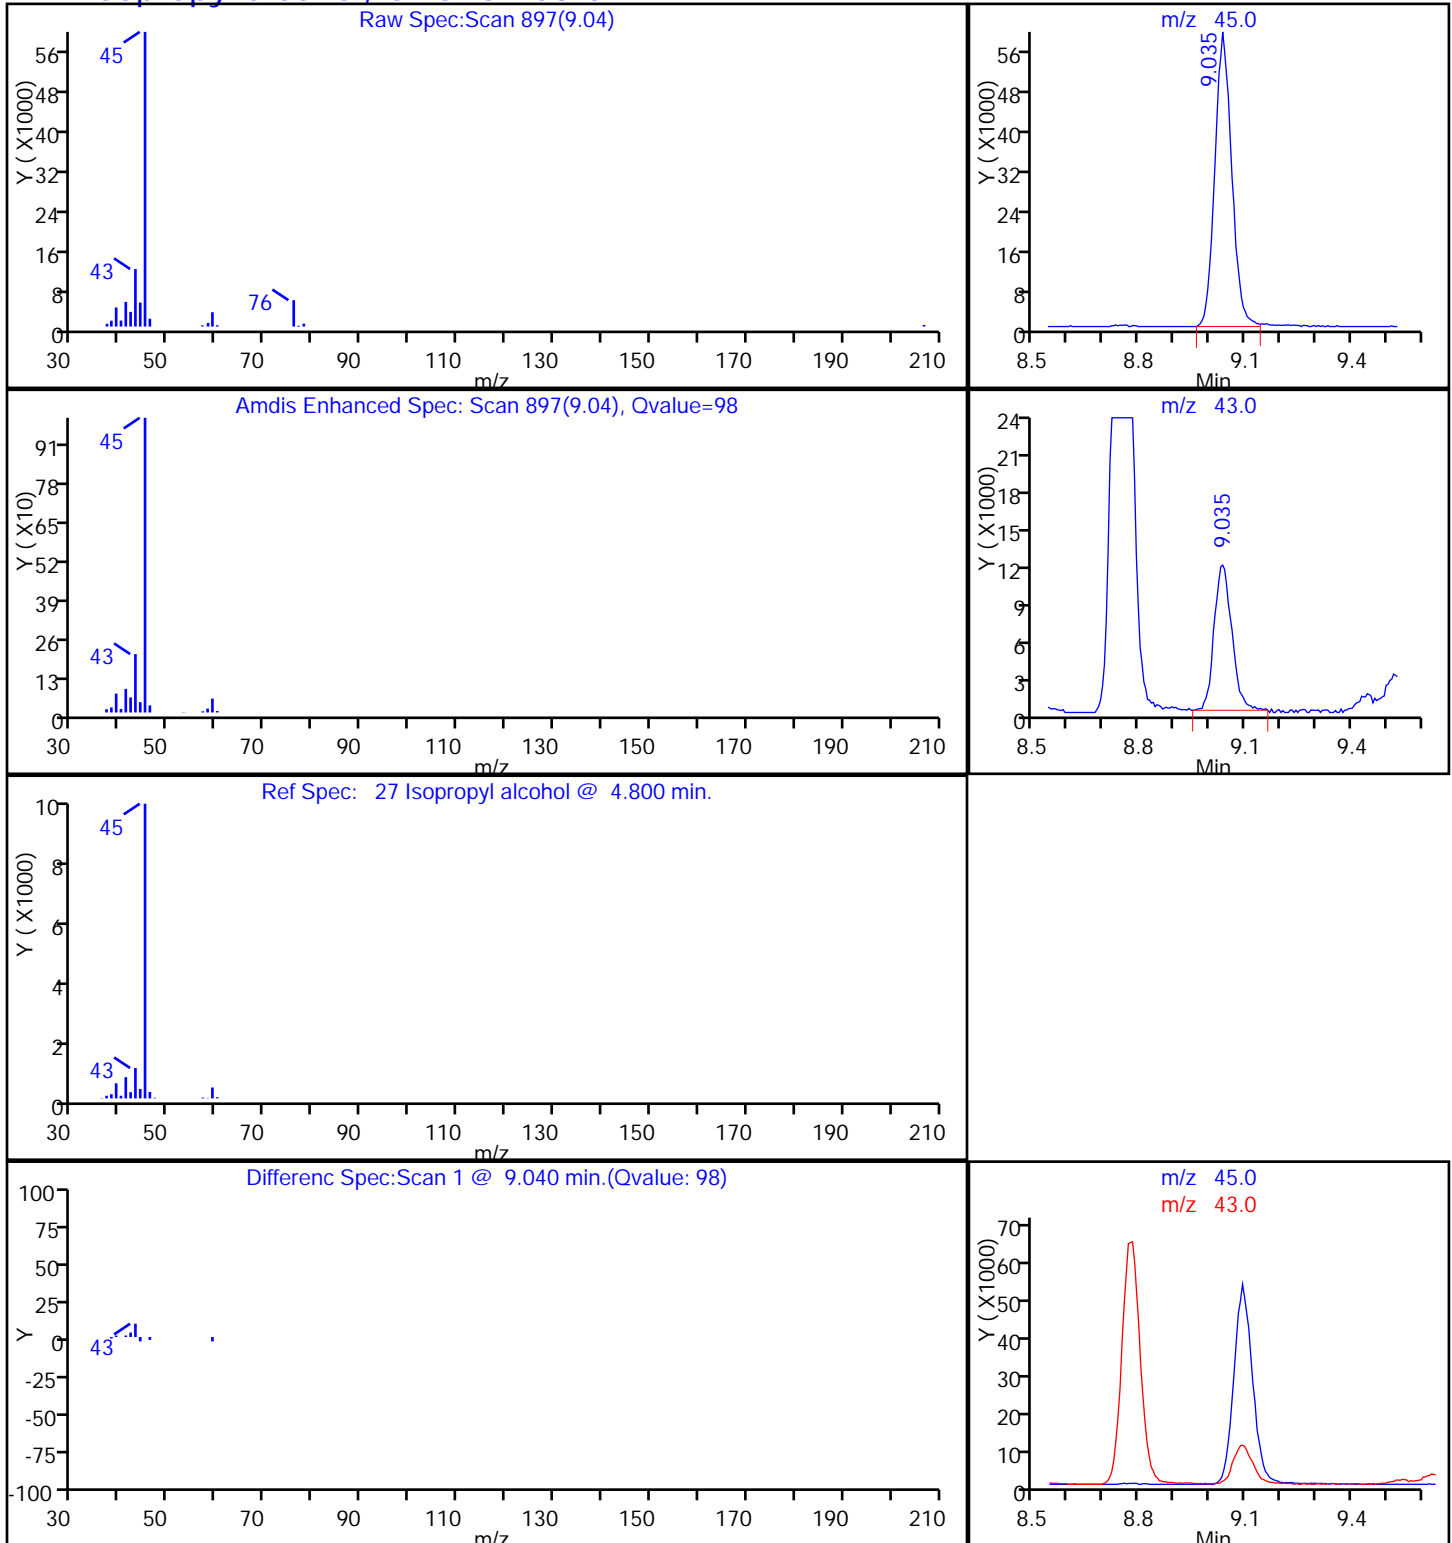 Raw Spec:Scan 897(9.04)
Y ( X1000)
56
48
40
32
24
16
8
0
45
43
76
30 50 70 90 110 130 150 170 190 210
m/z
m/z 45.0
Y ( X1000)
56
48
40
32
24
16
8
0
9.035
8.5 8.8 9.1 9.4
Min
Amdis Enhanced Spec: Scan 897(9.04), Qvalue=98
Y ( X10)
91
78
65
52
39
26
13
0
45
43
30 50 70 90 110 130 150 170 190 210
m/z
m/z 43.0
Y ( X1000)
24
21
18
15
12
9
6
3
0
9.035
8.5 8.8 9.1 9.4
Min
Ref Spec: 27 Isopropyl alcohol @ 4.800 min.
Y ( X1000)
10
8
6
4
2
0
45
43
30 50 70 90 110 130 150 170 190 210
m/z
Differenc Spec:Scan 1 @ 9.040 min.(Qvalue: 98)
Y
100
75
50
25
0
-25
-50
-75
-100
43
30 50 70 90 110 130 150 170 190 210
m/z
m/z 45.0
m/z 43.0
Y ( X1000)
70
60
50
40
30
20
10
0
8.5 8.8 9.1 9.4
Min